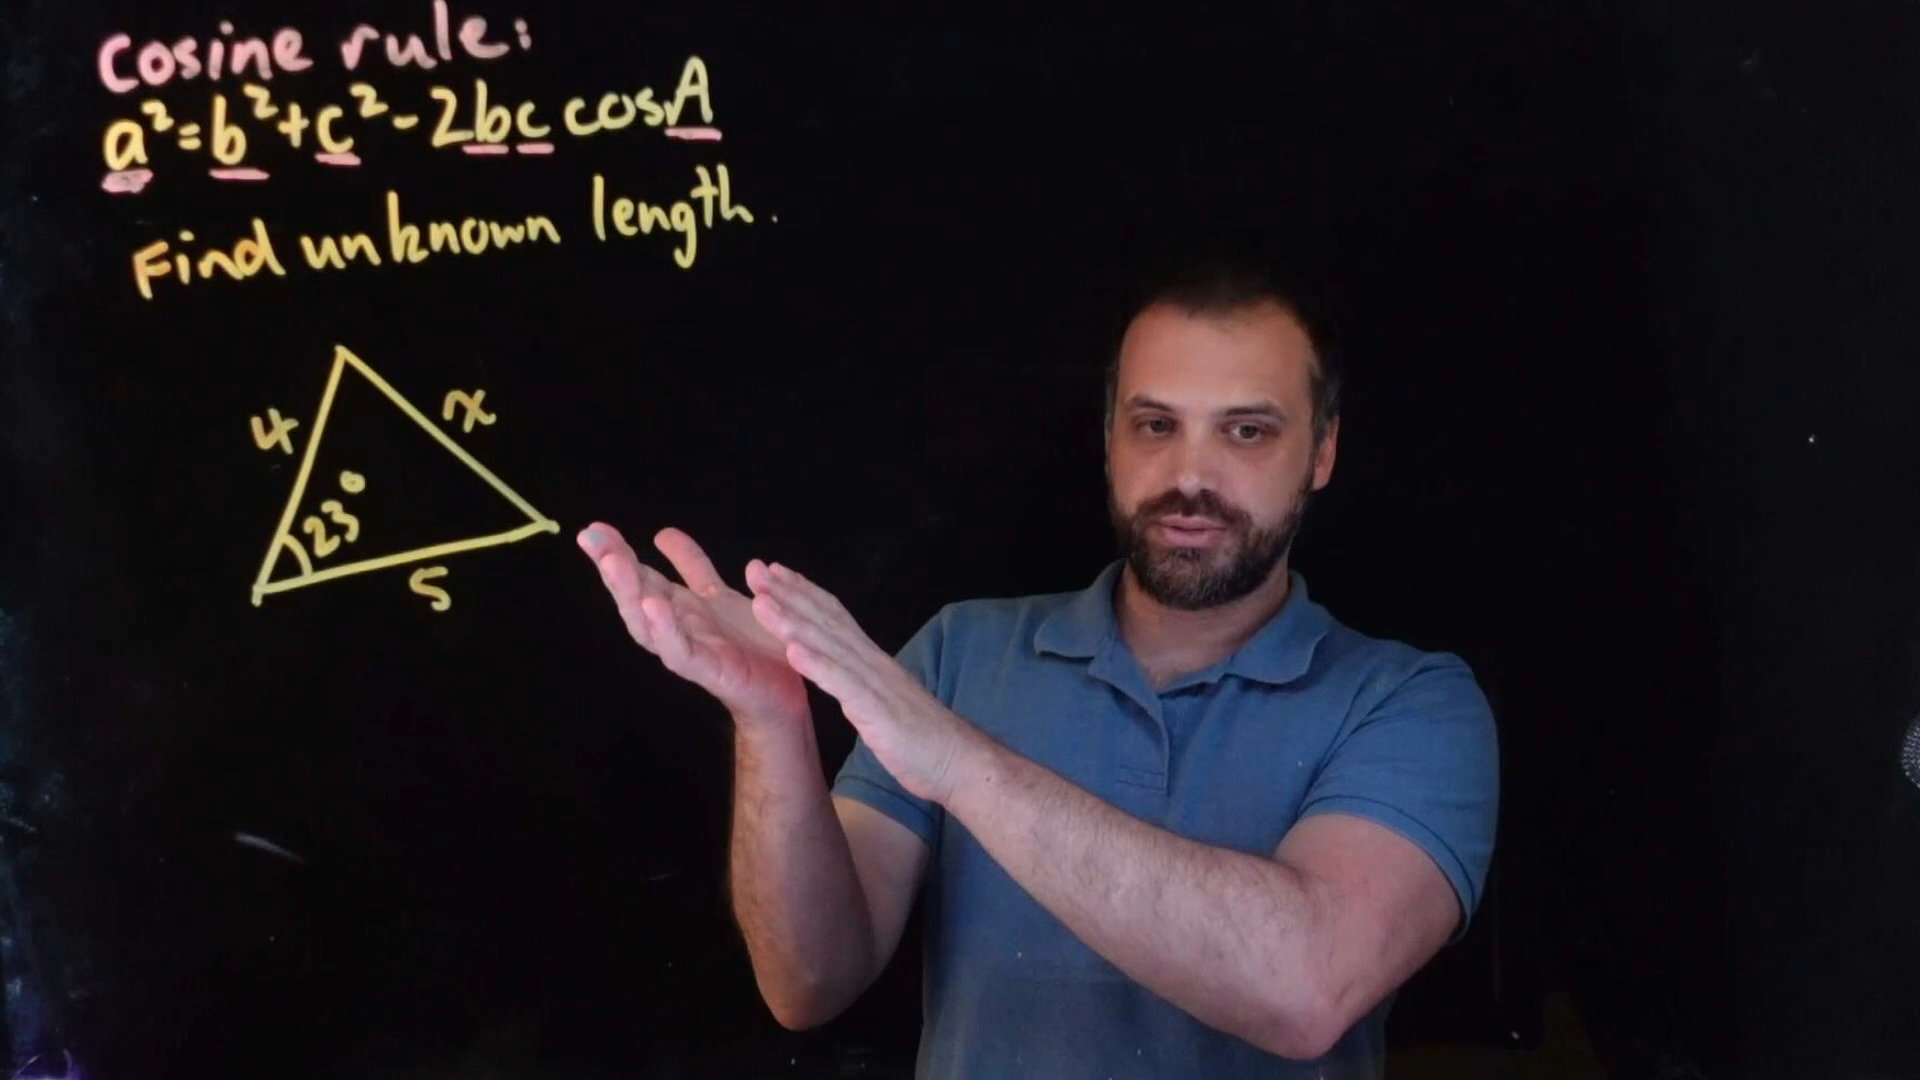 Cosine rule:
a²=b²+c²-2bc cosA
Find unknown length.
4
x
23°
5